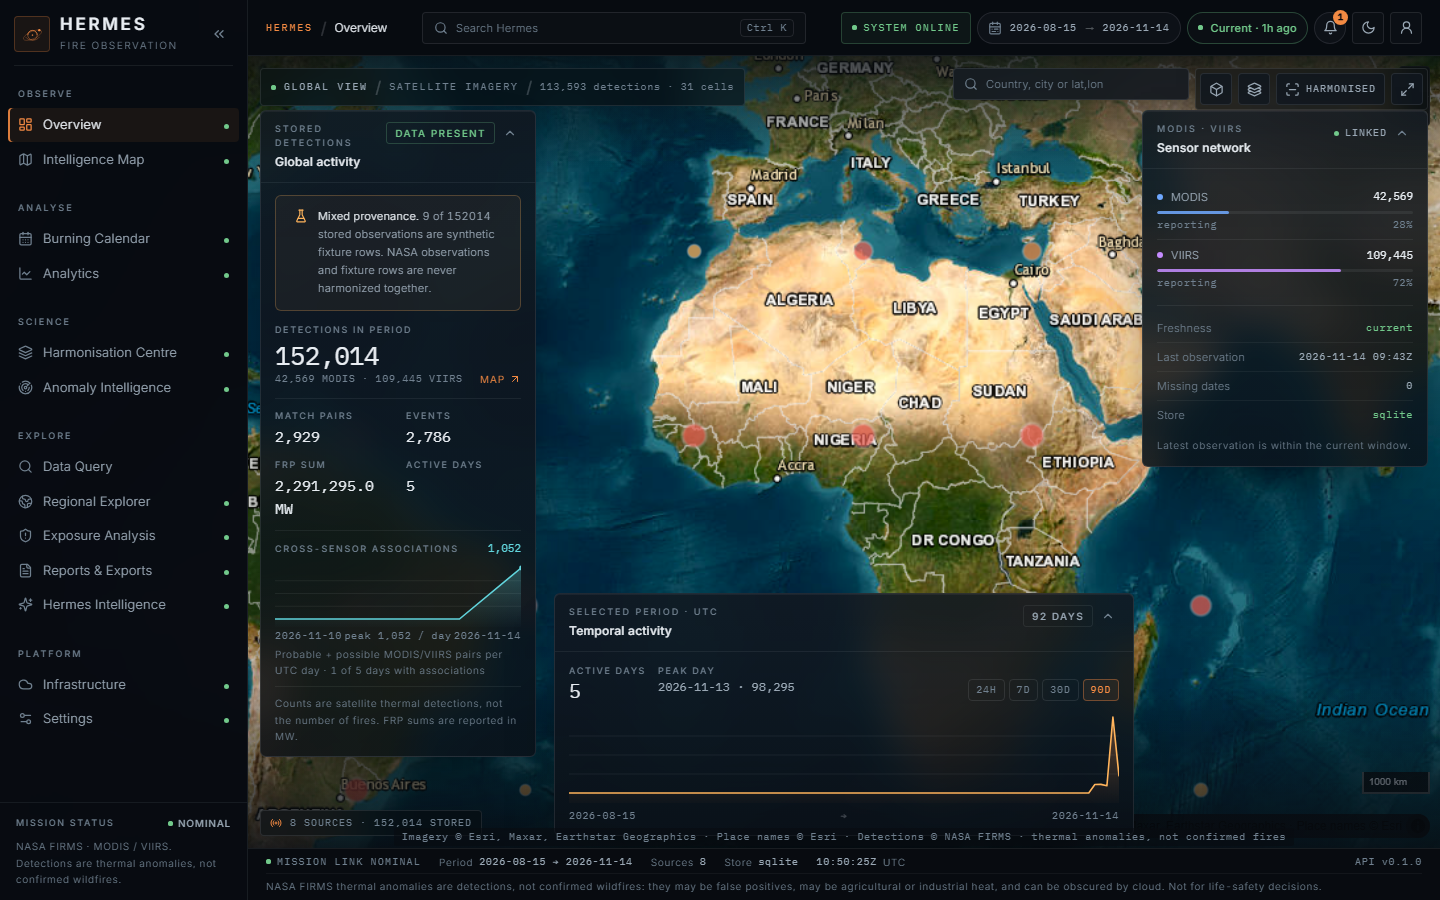 HERMES
FIRE OBSERVATION
OBSERVE
Overview
Intelligence Map
ANALYSE
Burning Calendar
Analytics
SCIENCE
Harmonisation Centre
Anomaly Intelligence
EXPLORE
Data Query
Regional Explorer
Exposure Analysis
Reports & Exports
Hermes Intelligence
PLATFORM
Infrastructure
Settings
MISSION STATUS
NOMINAL
NASA FIRMS · MODIS / VIIRS.
Detections are thermal anomalies, not
confirmed wildfires.
HERMES / Overview
Search Hermes
Ctrl K
SYSTEM ONLINE
2026-08-15 → 2026-11-14
Current · 1h ago
1
GLOBAL VIEW / SATELLITE IMAGERY / 113,593 detections · 31 cells
Country, city or lat,lon
HARMONISED
STORED
DETECTIONS
DATA PRESENT
Global activity
Mixed provenance. 9 of 152014
stored observations are synthetic
fixture rows. NASA observations
and fixture rows are never
harmonized together.
DETECTIONS IN PERIOD
152,014
42,569 MODIS · 109,445 VIIRS
MAP
MATCH PAIRS
EVENTS
2,929
2,786
FRP SUM
ACTIVE DAYS
2,291,295.0
5
MW
CROSS-SENSOR ASSOCIATIONS
1,052
2026-11-10
peak 1,052 / day
2026-11-14
Probable + possible MODIS/VIIRS pairs per
UTC day · 1 of 5 days with associations
Counts are satellite thermal detections, not
the number of fires. FRP sums are reported in
MW.
London
GERMANY
Paris
FRANCE
Milan
ITALY
Madrid
SPAIN
Istanbul
GREECE
TURKEY
Baghda
Cairo
ALGERIA
LIBYA
EGYPT
SAUDI ARAB
MALI
NIGER
CHAD
SUDAN
NIGERIA
Accra
ETHIOPIA
DR CONGO
TANZANIA
Indian Ocean
Buenos Aires
1000 km
MODIS · VIIRS
LINKED
Sensor network
MODIS
42,569
reporting
28%
VIIRS
109,445
reporting
72%
Freshness
current
Last observation
2026-11-14 09:43Z
Missing dates
0
Store
sqlite
Latest observation is within the current window.
SELECTED PERIOD · UTC
92 DAYS
Temporal activity
ACTIVE DAYS
PEAK DAY
5
2026-11-13 · 98,295
24H
7D
30D
90D
2026-08-15
→
2026-11-14
8 SOURCES · 152,014 STORED
Imagery © Esri, Maxar, Earthstar Geographics · Place names © Esri · Detections © NASA FIRMS · thermal anomalies, not confirmed fires
MISSION LINK NOMINAL
Period 2026-08-15 → 2026-11-14
Sources 8
Store sqlite
10:50:25Z UTC
API v0.1.0
NASA FIRMS thermal anomalies are detections, not confirmed wildfires: they may be false positives, may be agricultural or industrial heat, and can be obscured by cloud. Not for life-safety decisions.